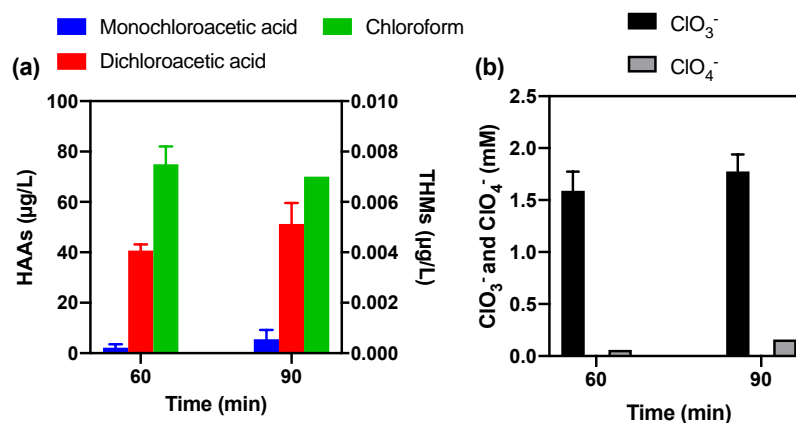 Monochloroacetic acid
Chloroform
Dichloroacetic acid
(a)
100
80
60
40
20
0
HAAs (µg/L)
0.010
0.008
0.006
0.004
0.002
0.000
THMs (µg/L)
60
90
Time (min)
ClO₃⁻
ClO₄⁻
(b)
2.5
2.0
1.5
1.0
0.5
0.0
ClO₃⁻ and ClO₄⁻ (mM)
60
90
Time (min)